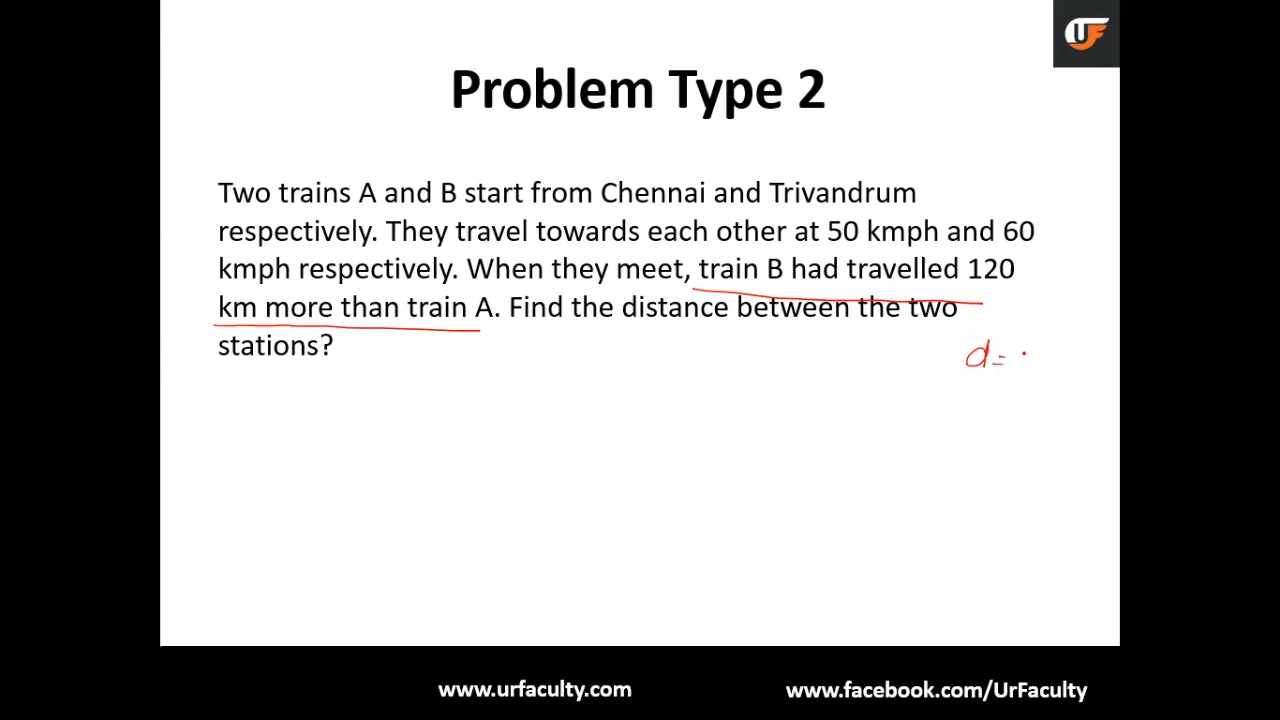 UF
Problem Type 2
Two trains A and B start from Chennai and Trivandrum
respectively. They travel towards each other at 50 kmph and 60
kmph respectively. When they meet, train B had travelled 120
km more than train A. Find the distance between the two
stations?
d=
www.urfaculty.com
www.facebook.com/UrFaculty